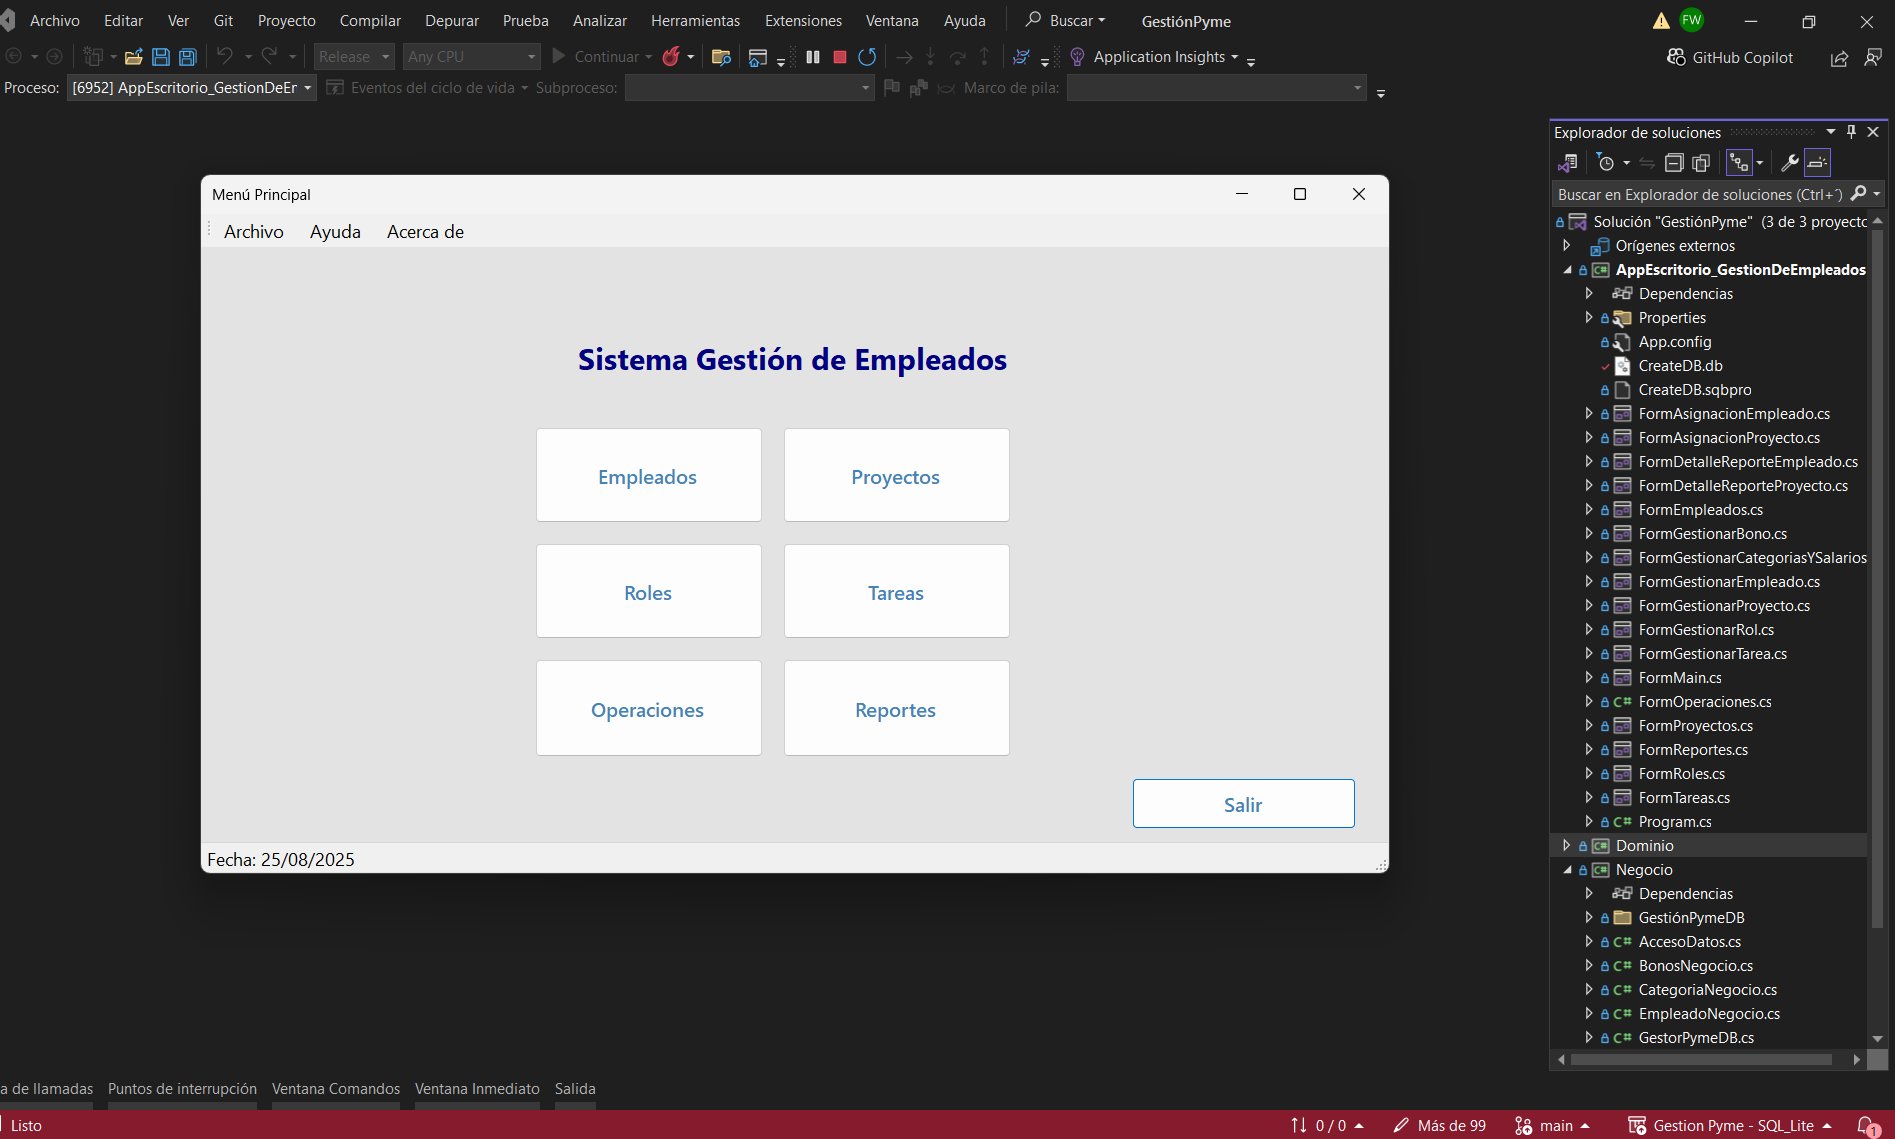 Archivo Editar Ver Git Proyecto Compilar Depurar Prueba Analizar Herramientas Extensiones Ventana Ayuda Buscar GestiónPyme FW
Release Any CPU Continuar Application Insights GitHub Copilot
Proceso: [6952] AppEscritorio_GestionDeEr Eventos del ciclo de vida Subproceso: Marco de pila:
Explorador de soluciones
Buscar en Explorador de soluciones (Ctrl+´)
Solución "GestiónPyme" (3 de 3 proyecto
Orígenes externos
AppEscritorio_GestionDeEmpleados
Dependencias
Properties
App.config
CreateDB.db
CreateDB.sqbpro
FormAsignacionEmpleado.cs
FormAsignacionProyecto.cs
FormDetalleReporteEmpleado.cs
FormDetalleReporteProyecto.cs
FormEmpleados.cs
FormGestionarBono.cs
FormGestionarCategoriasYSalarios
FormGestionarEmpleado.cs
FormGestionarProyecto.cs
FormGestionarRol.cs
FormGestionarTarea.cs
FormMain.cs
FormOperaciones.cs
FormProyectos.cs
FormReportes.cs
FormRoles.cs
FormTareas.cs
Program.cs
Dominio
Negocio
Dependencias
GestiónPymeDB
AccesoDatos.cs
BonosNegocio.cs
CategoriaNegocio.cs
EmpleadoNegocio.cs
GestorPymeDB.cs
Menú Principal
Archivo Ayuda Acerca de
Sistema Gestión de Empleados
Empleados Proyectos
Roles Tareas
Operaciones Reportes
Salir
Fecha: 25/08/2025
a de llamadas Puntos de interrupción Ventana Comandos Ventana Inmediato Salida
Listo 0 / 0 Más de 99 main Gestion Pyme - SQL_Lite 1